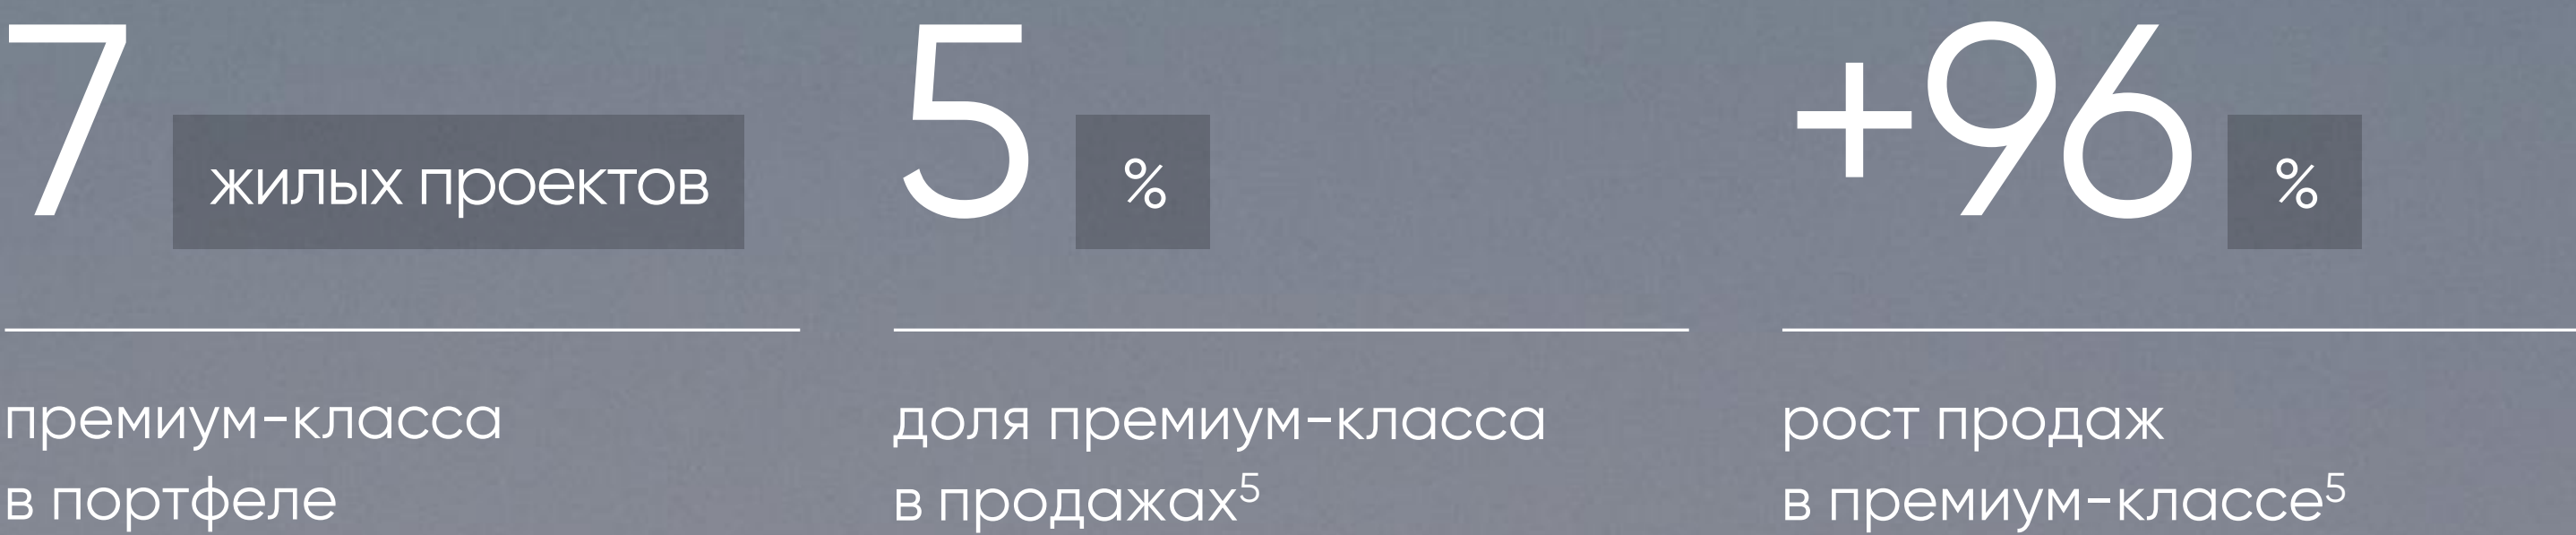 7 жилых проектов
премиум-класса
в портфеле
5 %
доля премиум-класса
в продажах⁵
+96 %
рост продаж
в премиум-классе⁵